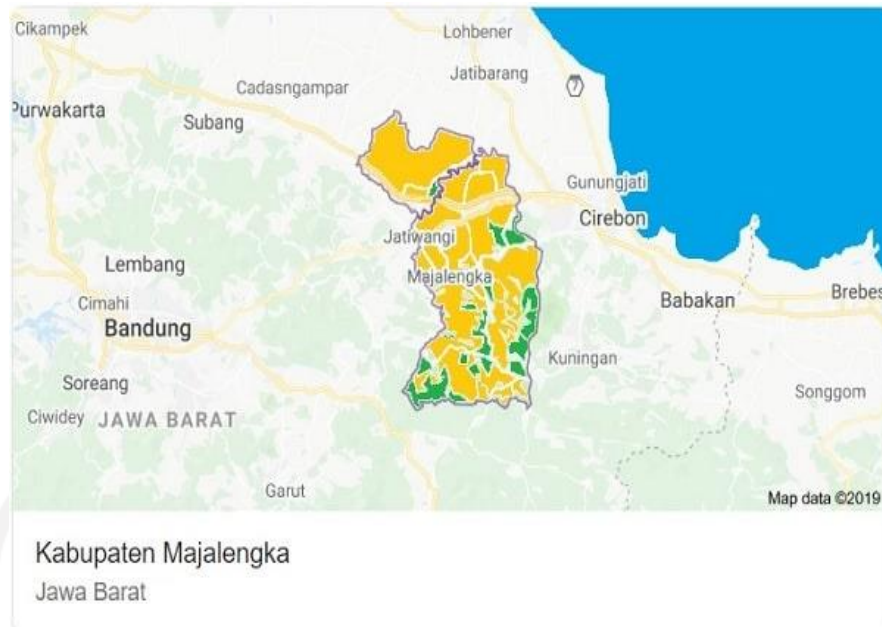 Cikampek
Lohbener
Jatibarang
7
Cadasngampar
Purwakarta
Subang
Gunungjati
Cirebon
Jatiwangi
Lembang
Majalengka
Cimahi
Babakan
Brebes
Bandung
Kuningan
Soreang
Songgom
Ciwidey
JAWA BARAT
Garut
Map data ©2019
Kabupaten Majalengka
Jawa Barat